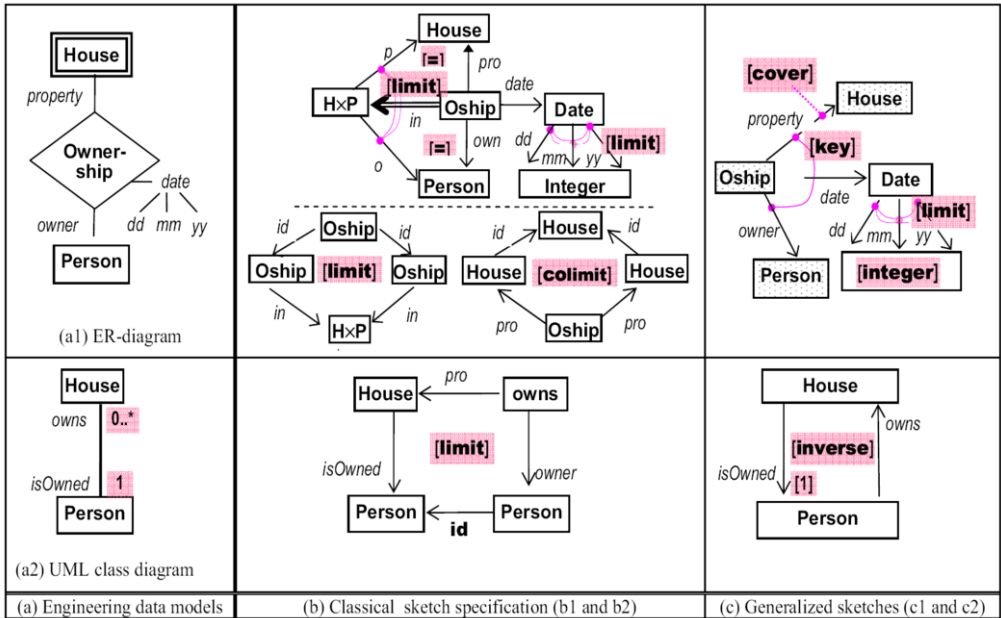 House
property
Owner-
ship
date
owner
dd mm yy
Person
(a1) ER-diagram
House
p
[=]
pro
[limit]
date
H×P
Oship
Date
in
own
dd
mm
yy
[limit]
[=]
o
Person
Integer
id
Oship
id
Oship
[limit]
Oship
in
in
H×P
id
House
id
House
[colimit]
House
pro
Oship
pro
[cover]
House
property
[key]
Oship
date
Date
owner
dd
mm
yy
[limit]
Person
[integer]
House
owns
0..*
isOwned
1
Person
(a2) UML class diagram
House
pro
owns
[limit]
isOwned
owner
Person
id
Person
House
owns
[inverse]
isOwned
[1]
Person
(a) Engineering data models
(b) Classical sketch specification (b1 and b2)
(c) Generalized sketches (c1 and c2)